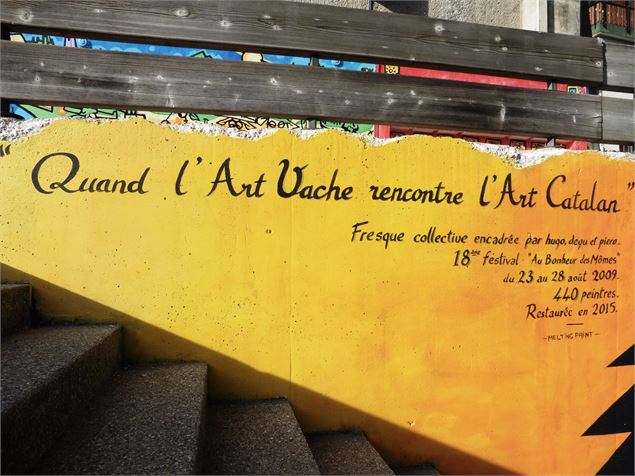 "Quand l'Art Vache rencontre l'Art Catalan"
Fresque collective encadrée par hugo, degu et piero.
18ème féstival "Au Bonheur des Mômes"
du 23 au 28 août 2009.
440 peintres.
Restaurée en 2015.
- MELTING PAINT -